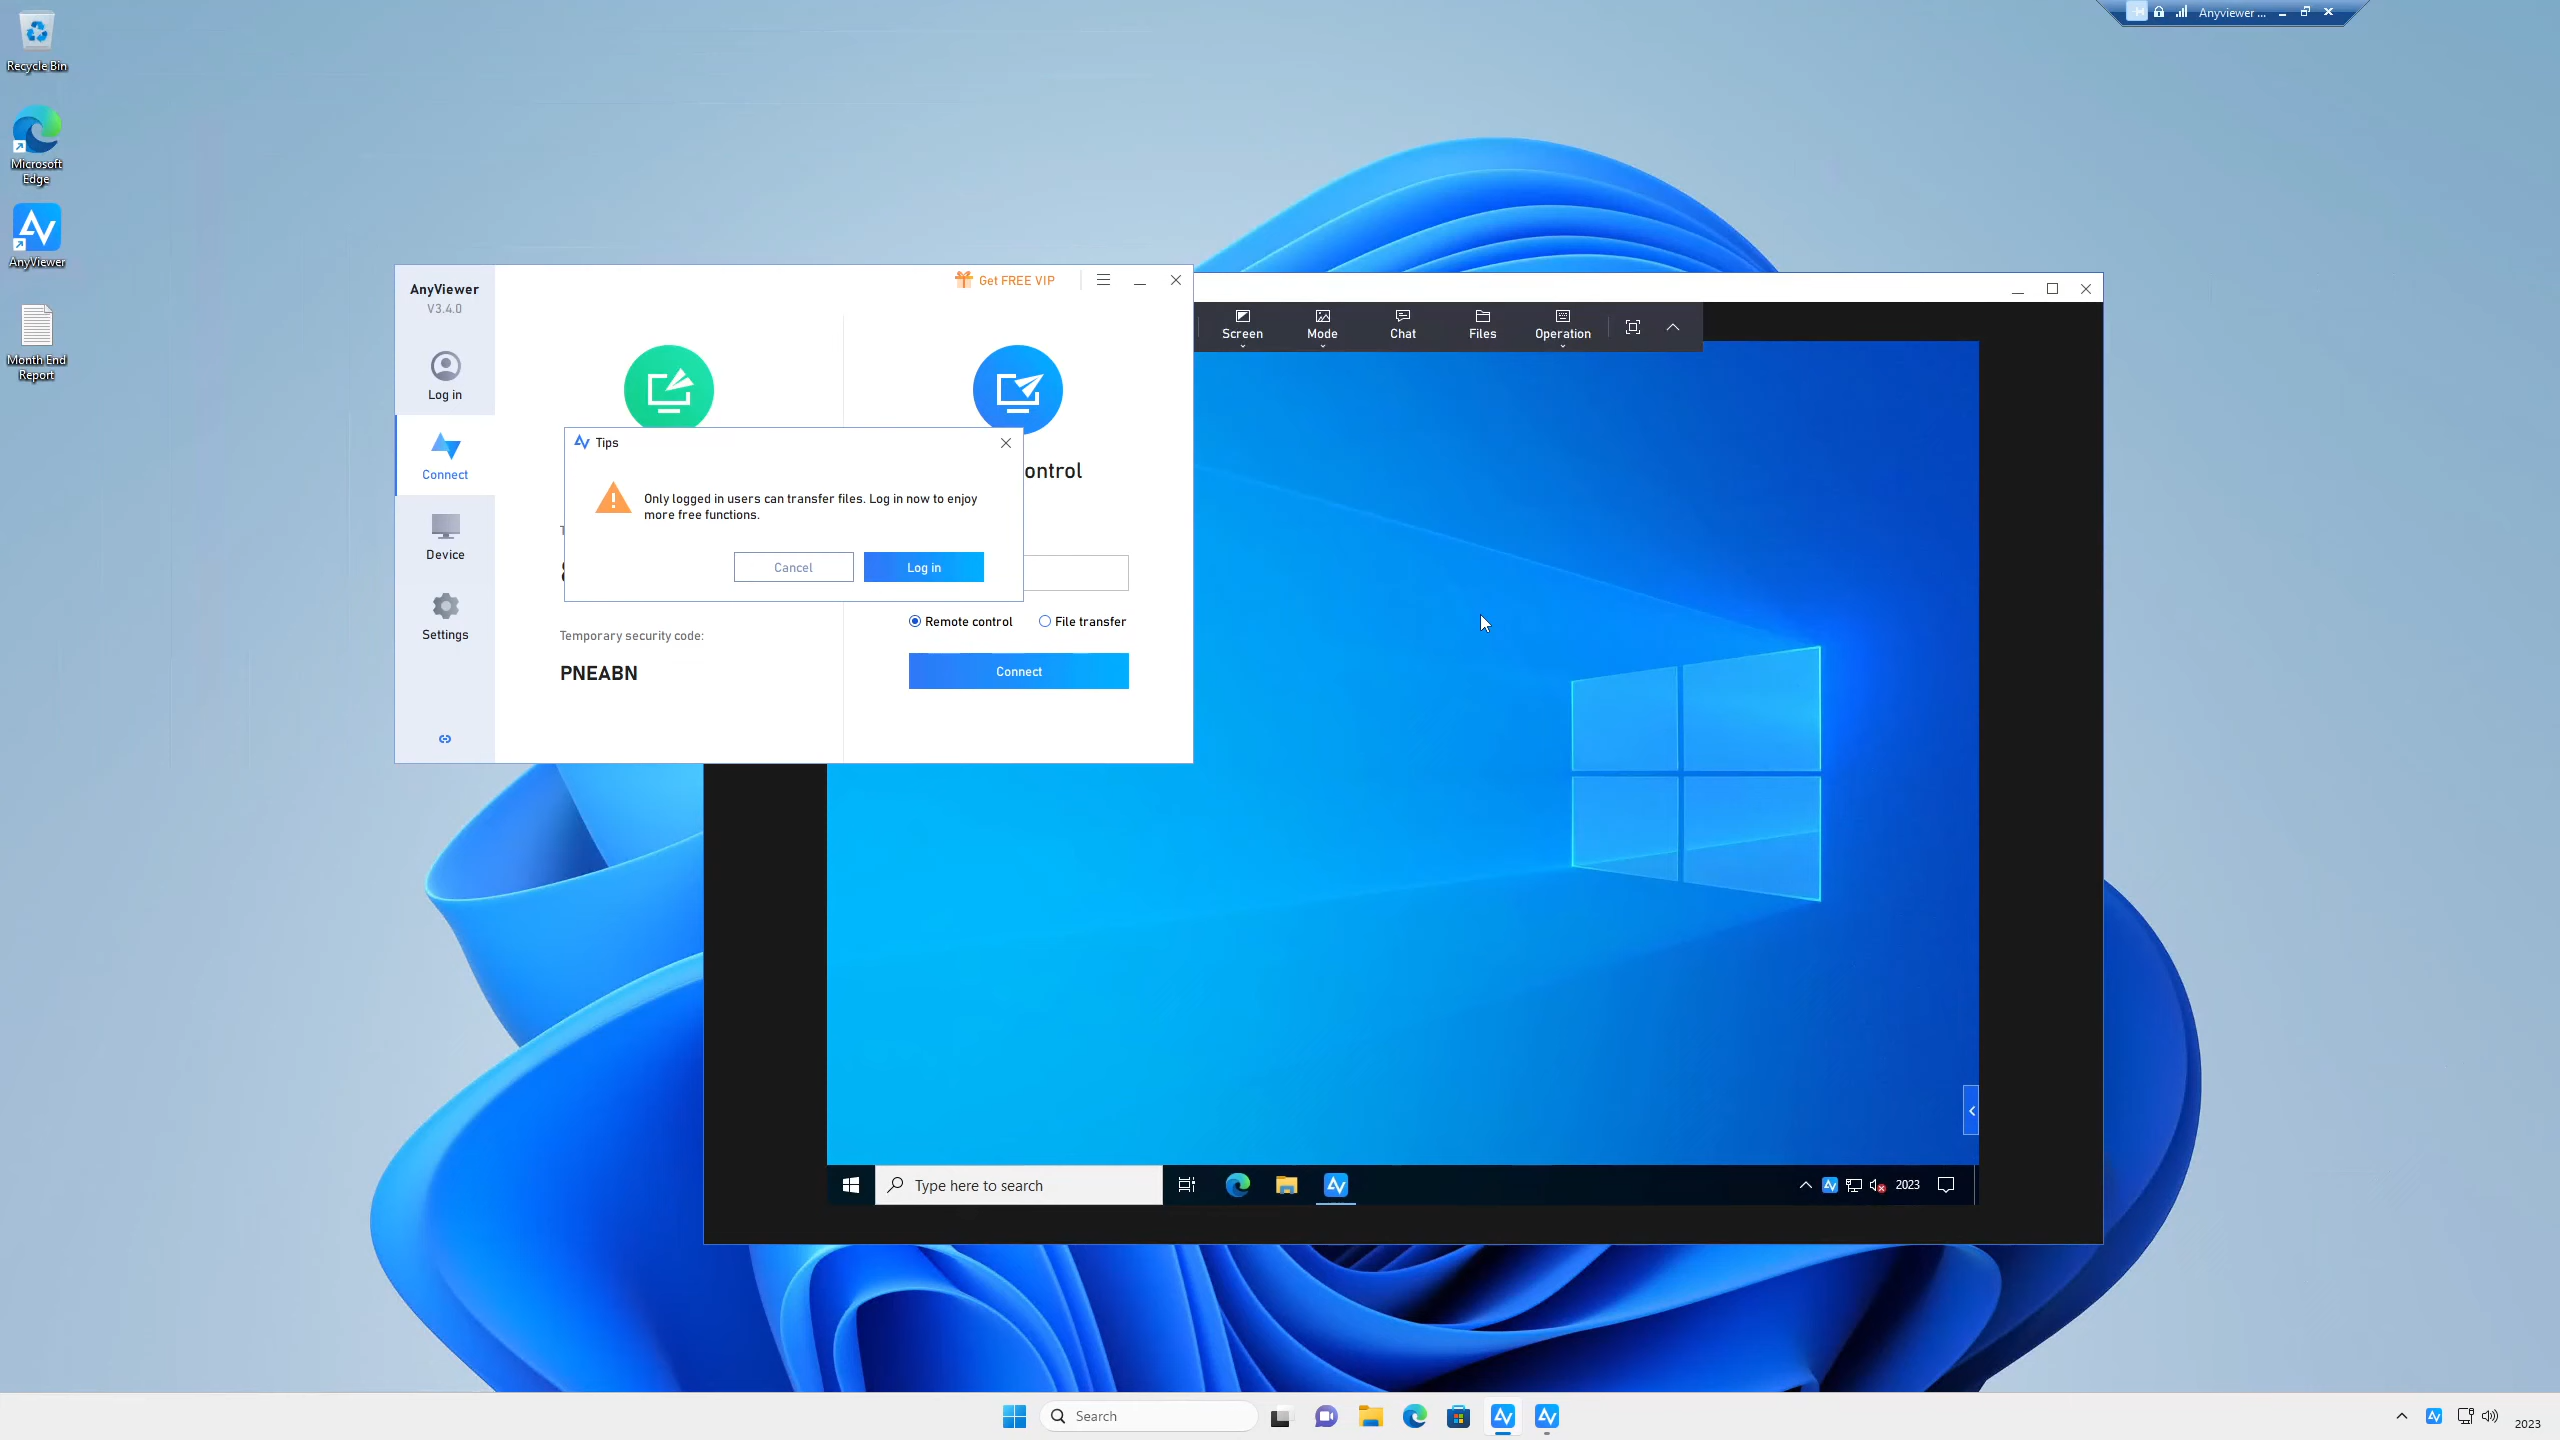 Recycle Bin
Microsoft
Edge
AnyViewer
Month End
Report
Anyviewer ...
AnyViewer
V3.4.0
Log in
Connect
Device
Settings
Get FREE VIP
Tips
Only logged in users can transfer files. Log in now to enjoy
more free functions.
Cancel
Log in
ontrol
Remote control
File transfer
Connect
Temporary security code:
PNEABN
Screen
Mode
Chat
Files
Operation
Type here to search
2023
Search
2023